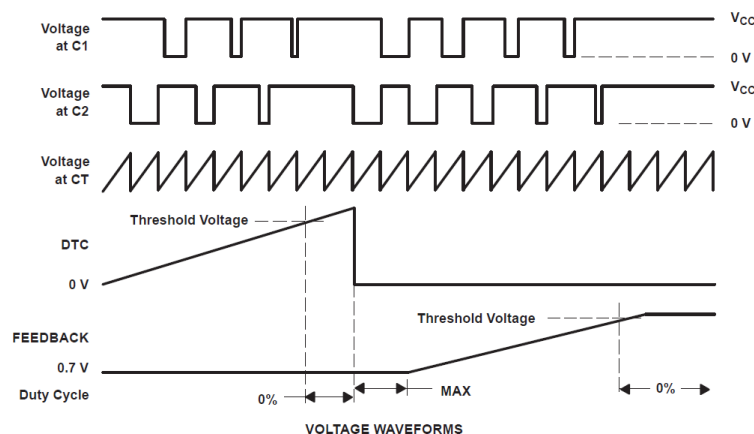 Voltage
at C1
VCC
0 V
Voltage
at C2
VCC
0 V
Voltage
at CT
Threshold Voltage
DTC
0 V
Threshold Voltage
FEEDBACK
0.7 V
Duty Cycle
0%
MAX
0%
VOLTAGE WAVEFORMS